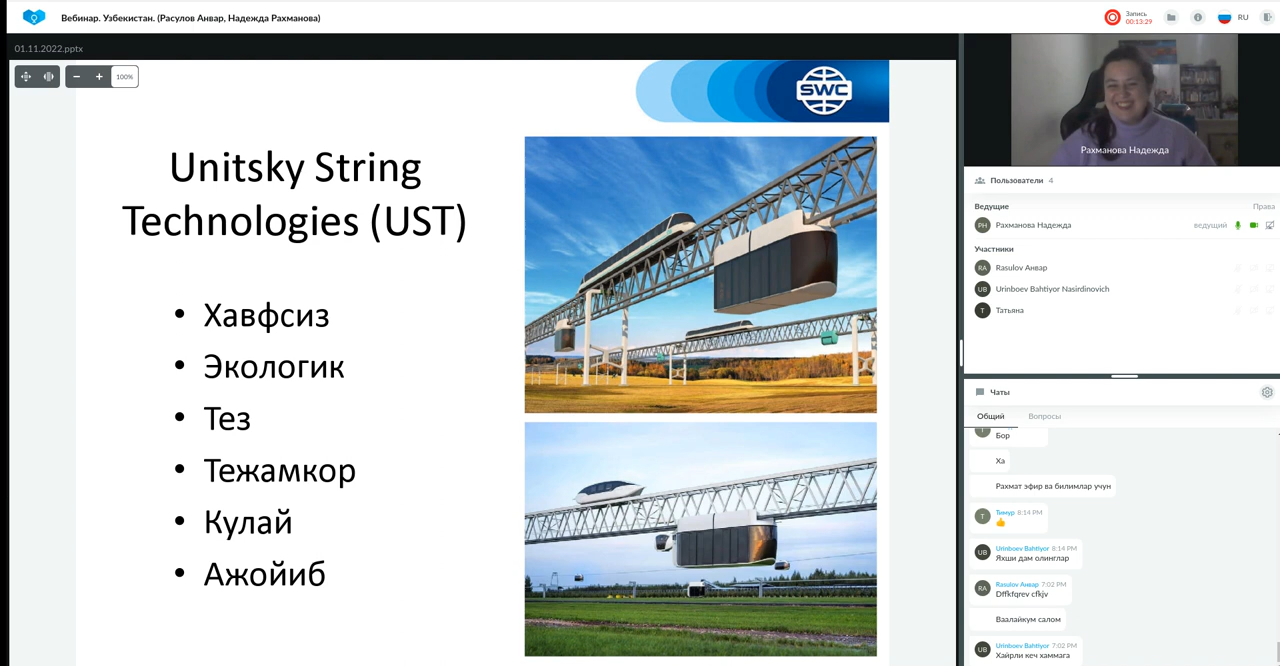 Вебинар. Узбекистан. (Расулов Анвар, Надежда Рахманова)
Запись
00:13:29
RU
01.11.2022.pptx
100%
SWC
Unitsky String
Technologies (UST)
• Хавфсиз
• Экологик
• Тез
• Тежамкор
• Кулай
• Ажойиб
Рахманова Надежда
Пользователи 4
Ведущие Права
РН Рахманова Надежда ведущий
Участники
RA Rasulov Анвар
UB Urinboev Bahtiyor Nasirdinovich
Т Татьяна
Чаты
Общий Вопросы
Бор
Ха
Рахмат эфир ва билимлар учун
Т Тимур 8:14 PM
👍
UB Urinboev Bahtiyor 8:14 PM
Яхши дам олинглар
RA Rasulov Анвар 7:02 PM
Dffkfqrev cfkjv
Ваалайкум салом
UB Urinboev Bahtiyor 7:02 PM
Хайрли кеч хаммага